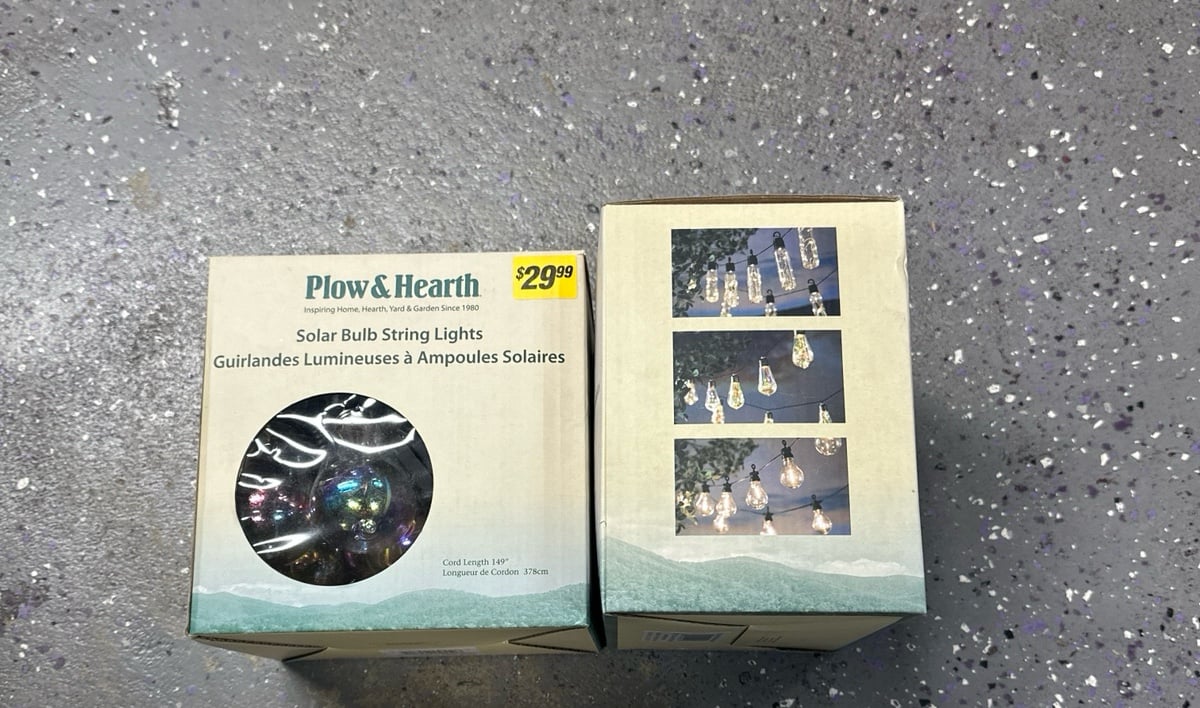 Plow & Hearth
$29.99
Inspiring Home, Hearth, Yard & Garden Since 1980
Solar Bulb String Lights
Guirlandes Lumineuses à Ampoules Solaires
Cord Length 149"
Longueur de Cordon 378cm